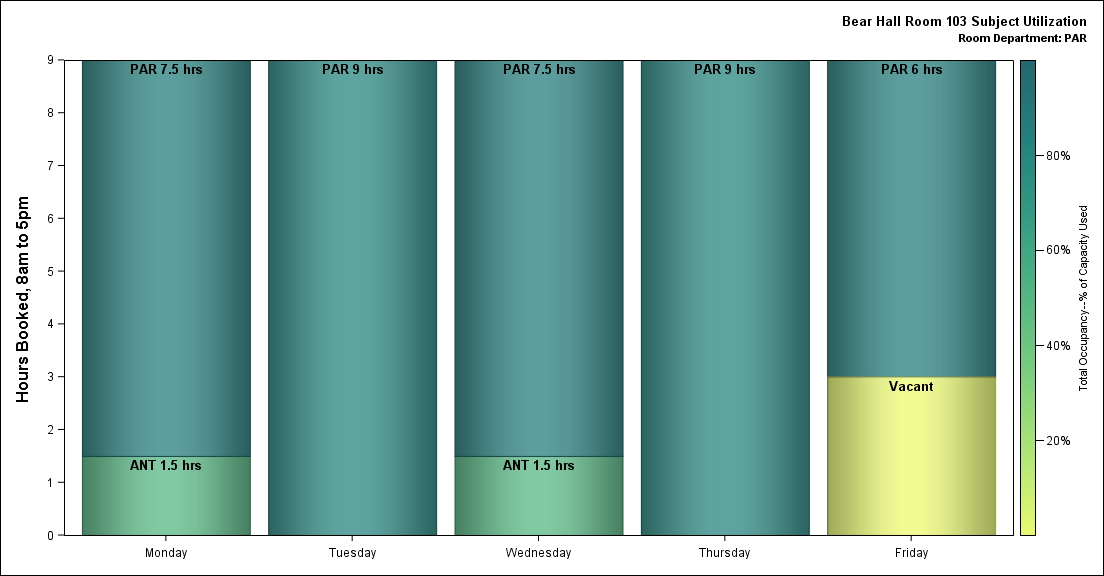 Bear Hall Room 103 Subject Utilization
Room Department: PAR
Hours Booked, 8am to 5pm
9
8
7
6
5
4
3
2
1
0
PAR 7.5 hrs
PAR 9 hrs
PAR 7.5 hrs
PAR 9 hrs
PAR 6 hrs
Vacant
ANT 1.5 hrs
ANT 1.5 hrs
Monday
Tuesday
Wednesday
Thursday
Friday
80%
60%
40%
20%
Total Occupancy--% of Capacity Used